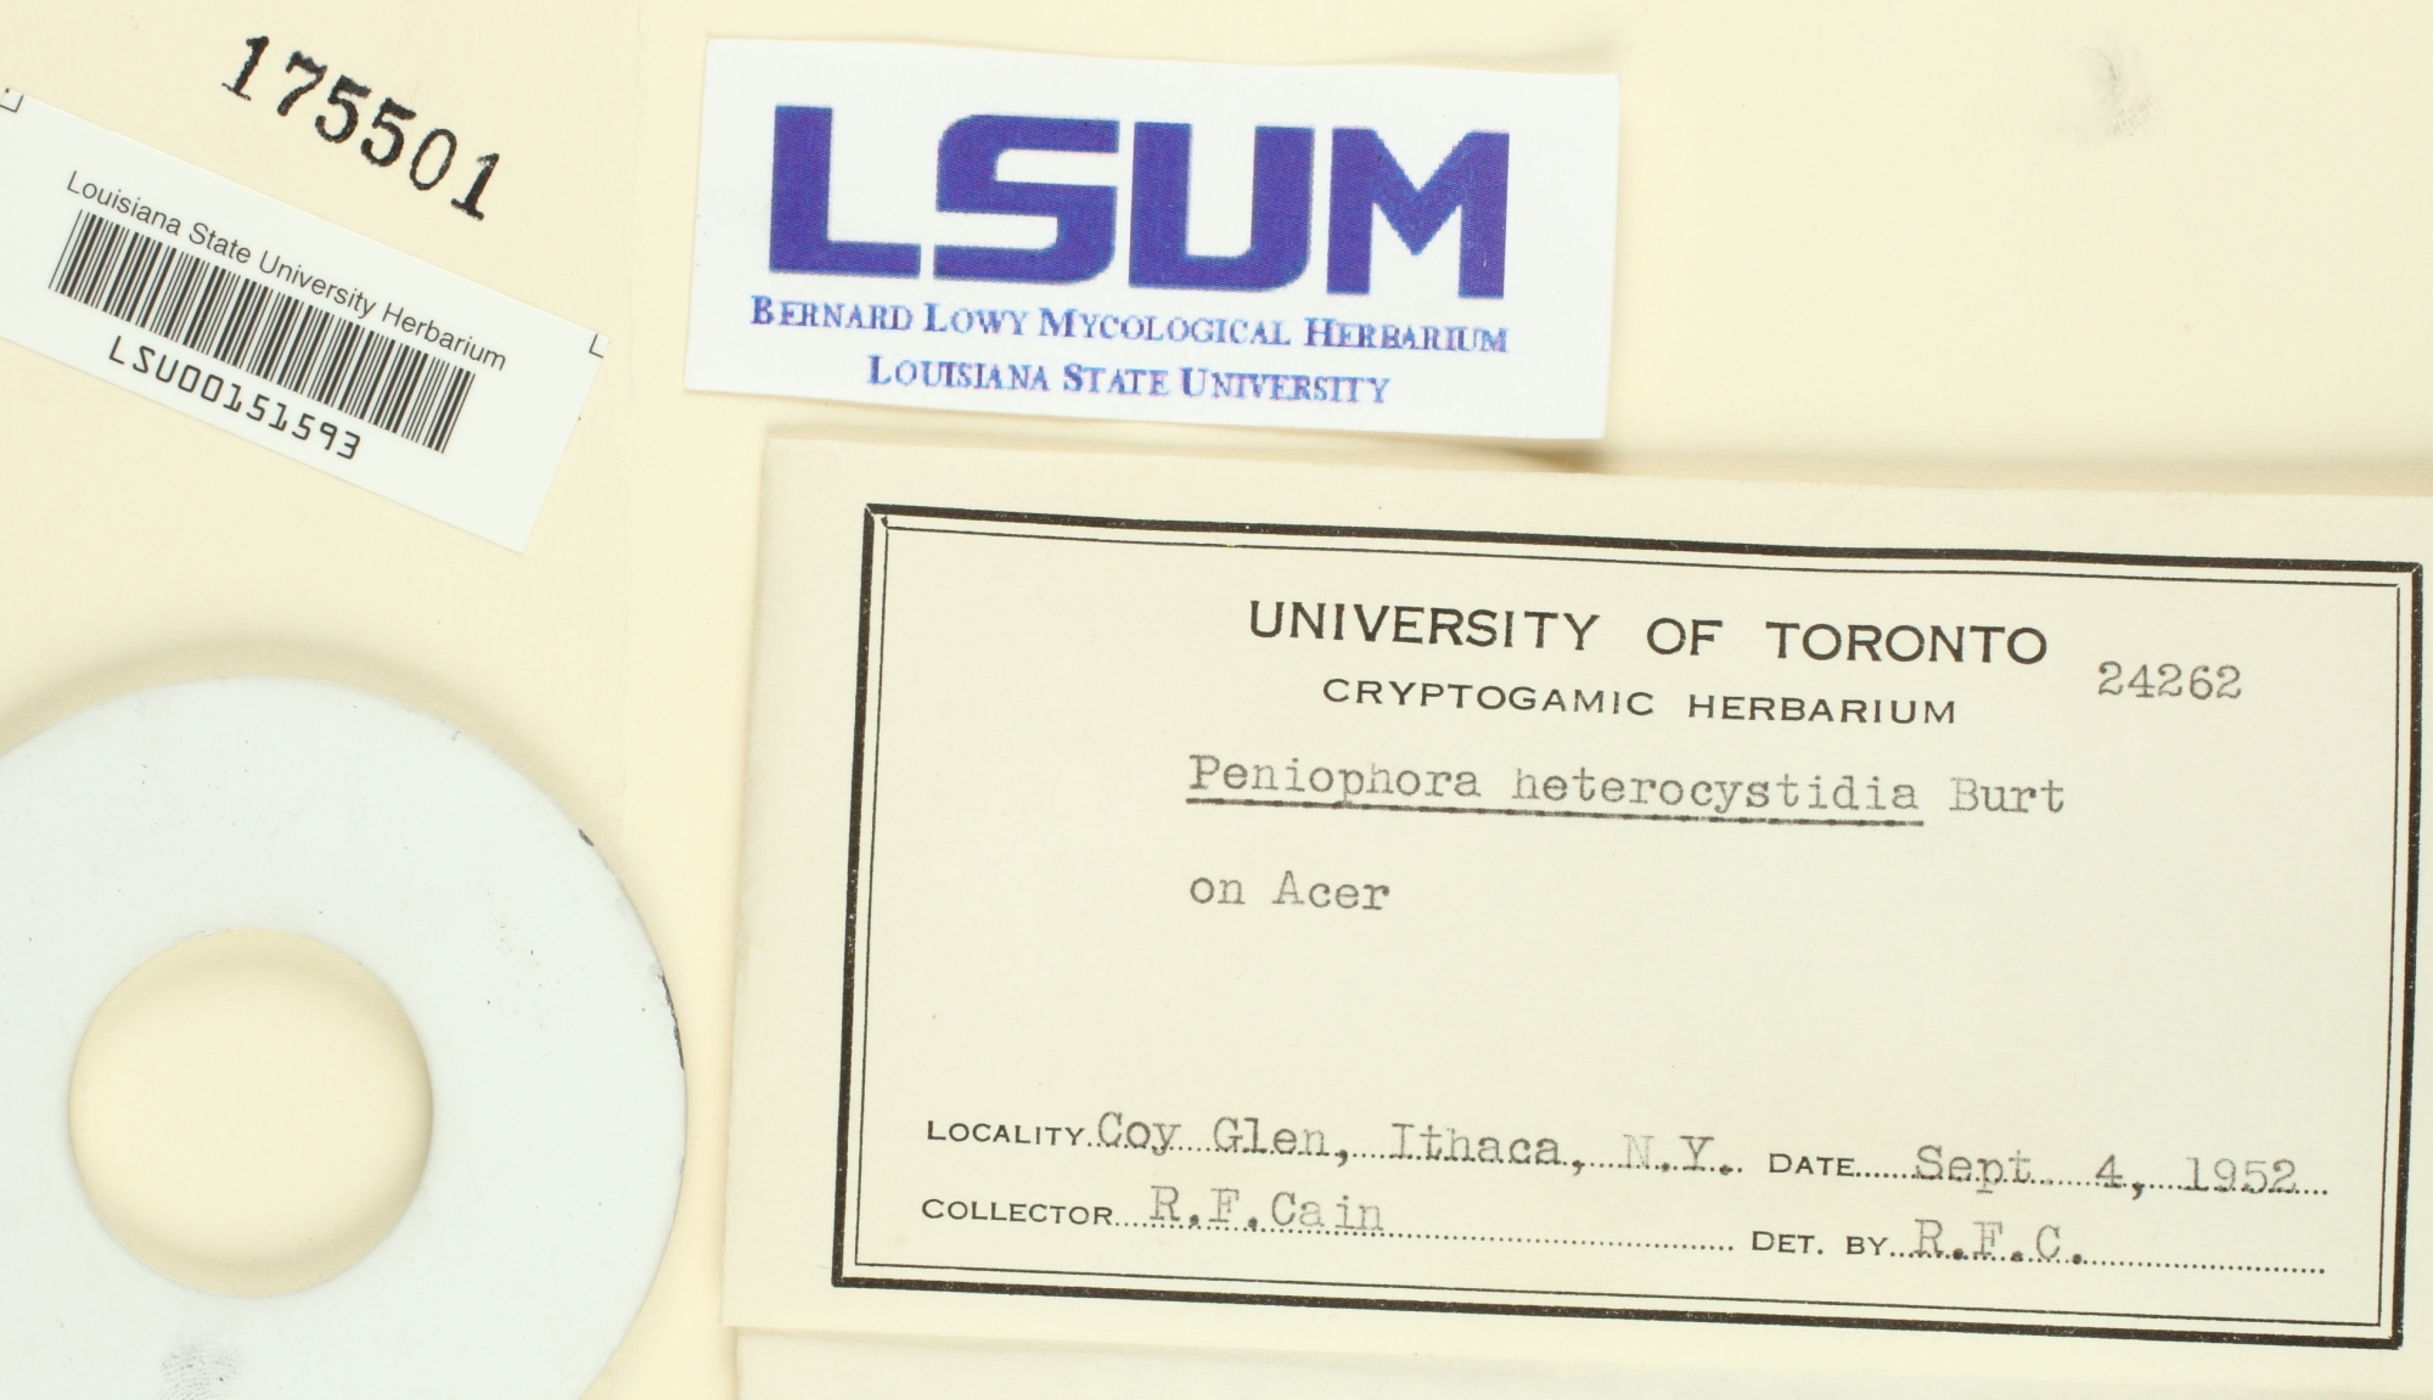 175501
Louisiana State University Herbarium
LSU00151593
LSUM
BERNARD LOWY MYCOLOGICAL HERBARIUM
LOUISIANA STATE UNIVERSITY
UNIVERSITY OF TORONTO
24262
CRYPTOGAMIC HERBARIUM
Peniophora heterocystidia Burt
on Acer
LOCALITY Coy Glen, Ithaca, N.Y. DATE Sept 4, 1952
COLLECTOR R.F.Cain DET. BY R.F.C.